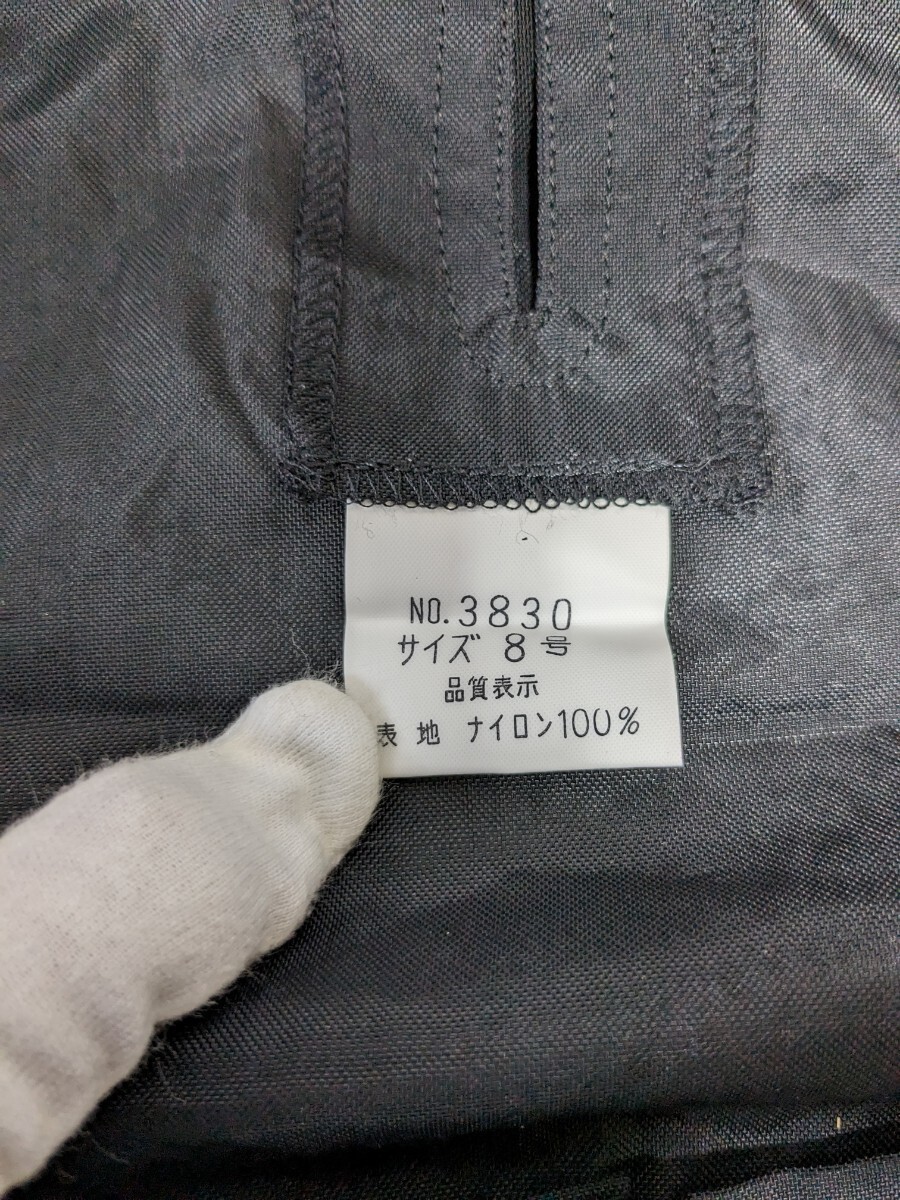 NO.3830
サイズ 8号
品質表示
表地 ナイロン100%